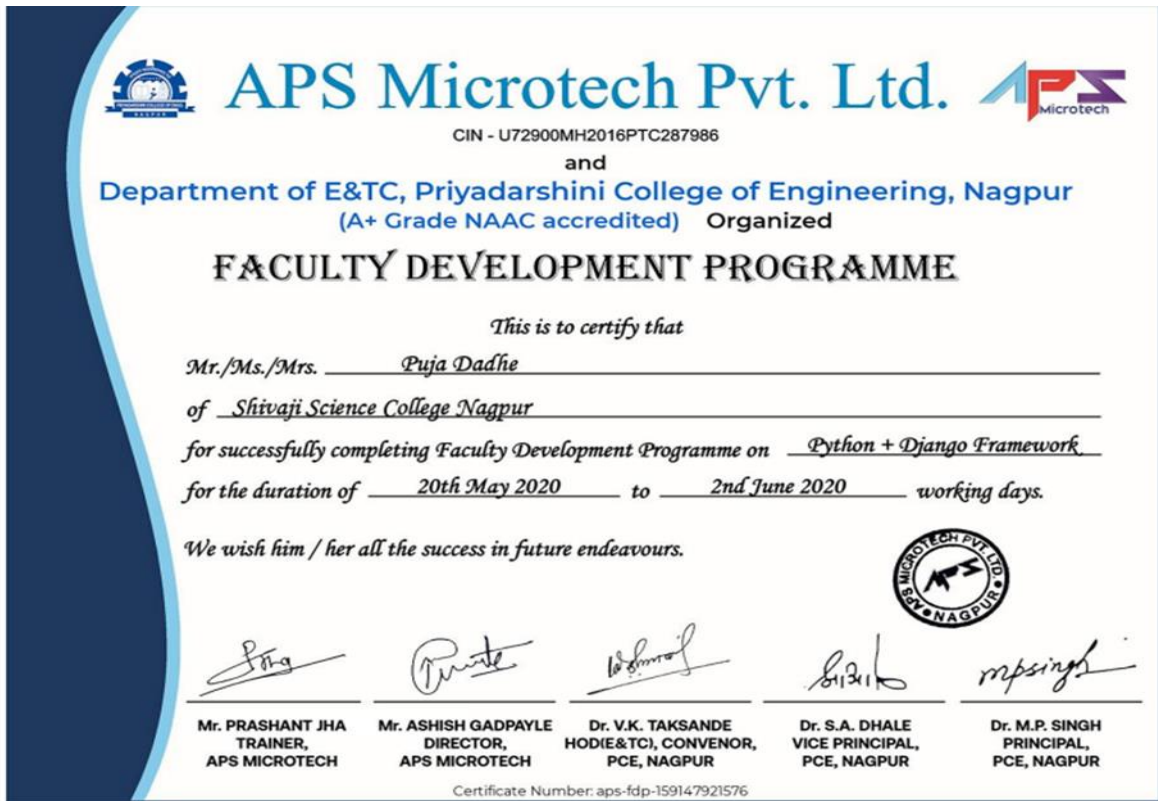 APS Microtech Pvt. Ltd.
APS
Microtech
NAGPUR
CIN - U72900MH2016PTC287986
and
Department of E&TC, Priyadarshini College of Engineering, Nagpur
(A+ Grade NAAC accredited) Organized
FACULTY DEVELOPMENT PROGRAMME
This is to certify that
Mr./Ms./Mrs. Puja Dadhe
of Shivaji Science College Nagpur
for successfully completing Faculty Development Programme on Python + Django Framework
for the duration of 20th May 2020 to 2nd June 2020 working days.
We wish him / her all the success in future endeavours.
APS MICROTECH PVT. LTD.
APS
NAGPUR
mpsingh
Mr. PRASHANT JHA
TRAINER,
APS MICROTECH
Mr. ASHISH GADPAYLE
DIRECTOR,
APS MICROTECH
Dr. V.K. TAKSANDE
HOD(E&TC), CONVENOR,
PCE, NAGPUR
Dr. S.A. DHALE
VICE PRINCIPAL,
PCE, NAGPUR
Dr. M.P. SINGH
PRINCIPAL,
PCE, NAGPUR
Certificate Number: aps-fdp-159147921576